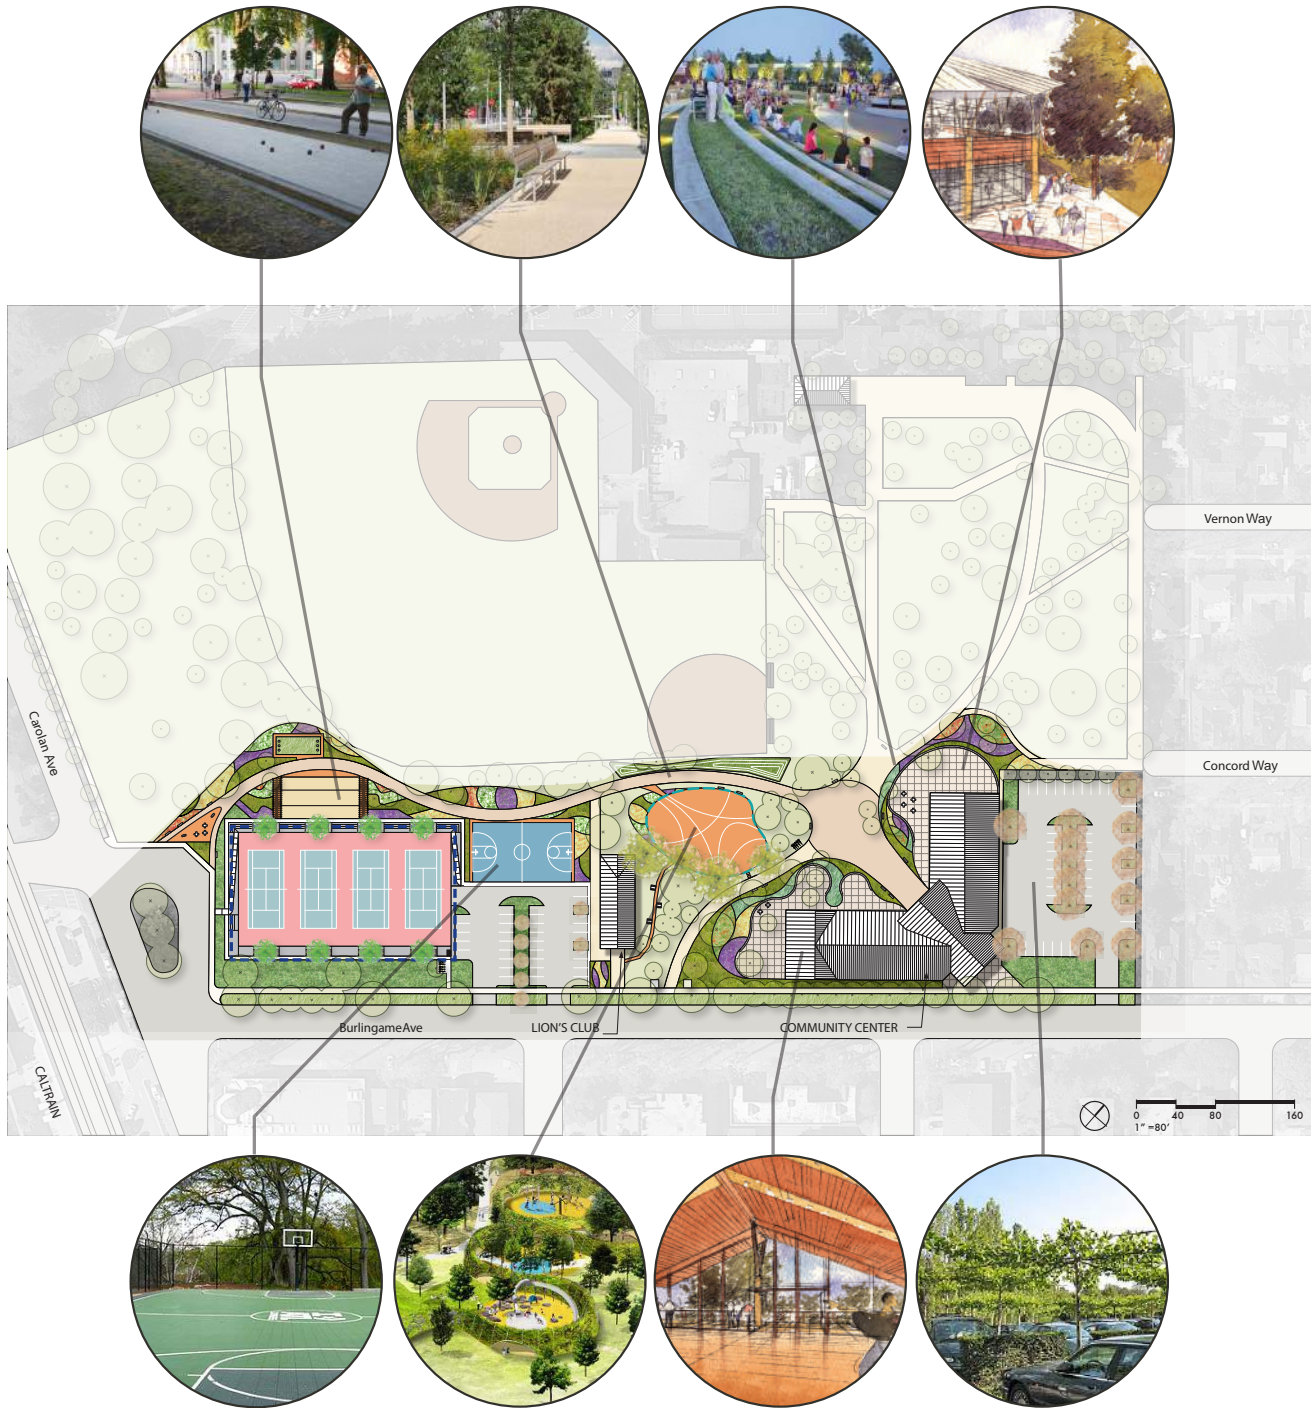 Vernon Way
Concord Way
Carolan Ave
BurlingameAve
LION'S CLUB
COMMUNITY CENTER
CALTRAIN
0 40 80 160
1" =80'